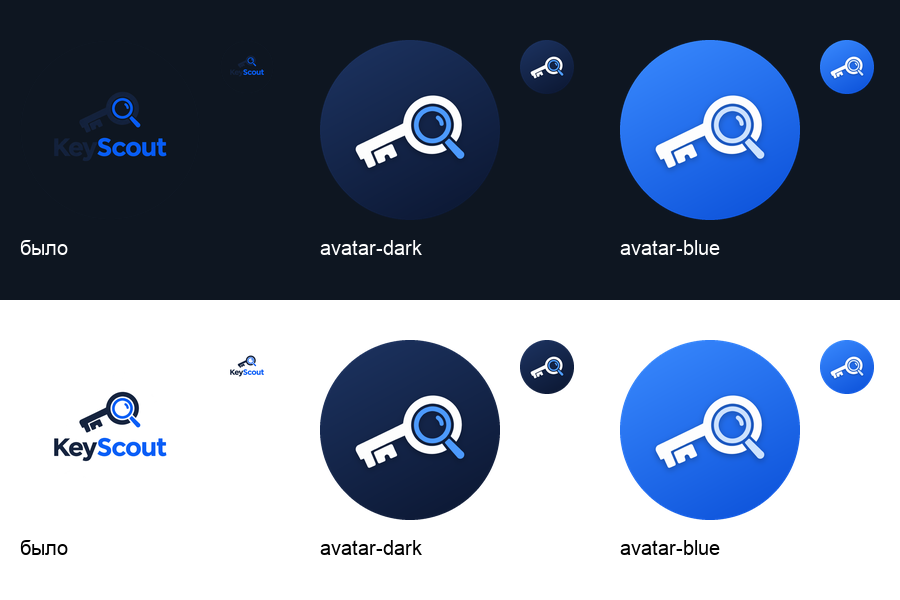 KeyScout
KeyScout
было
avatar-dark
avatar-blue
KeyScout
KeyScout
было
avatar-dark
avatar-blue